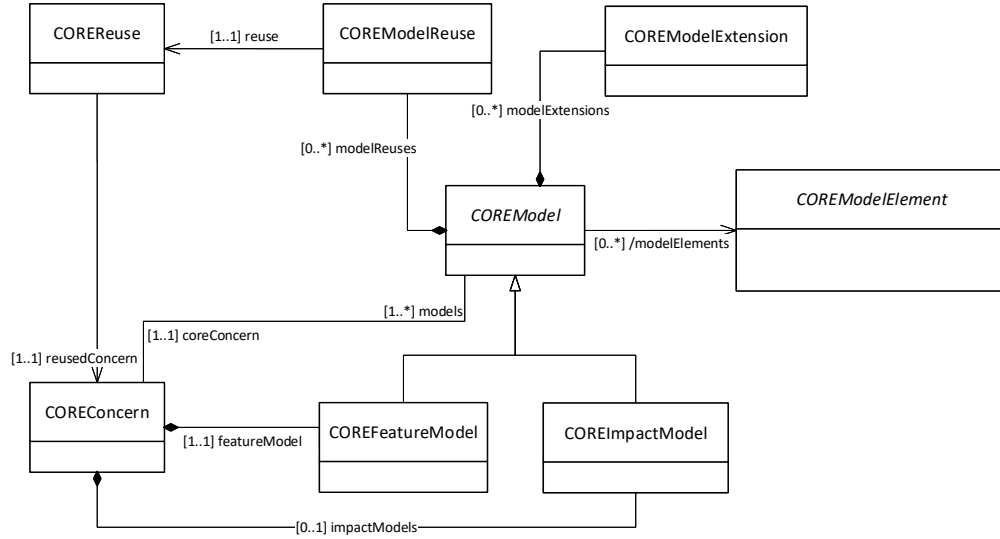 COREReuse
[1..1] reuse
COREModelReuse
COREModelExtension
[0..*] modelExtensions
[0..*] modelReuses
COREModel
[0..*] /modelElements
COREModelElement
[1..*] models
[1..1] coreConcern
[1..1] reusedConcern
COREConcern
[1..1] featureModel
COREFeatureModel
COREImpactModel
[0..1] impactModels